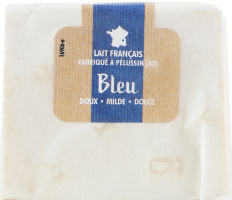 LAIT FRANÇAIS
FABRIQUÉ À PÉLUSSIN (42)
Bleu
DOUX • MILDE • DOLCE